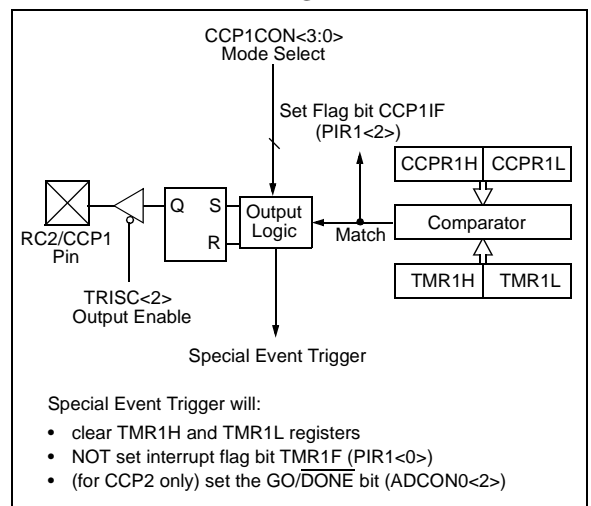 CCP1CON<3:0>
Mode Select
Set Flag bit CCP1IF
(PIR1<2>)
CCPR1H CCPR1L
Q S
R
Output
Logic
Match
Comparator
RC2/CCP1
Pin
TMR1H TMR1L
TRISC<2>
Output Enable
Special Event Trigger
Special Event Trigger will:
• clear TMR1H and TMR1L registers
• NOT set interrupt flag bit TMR1F (PIR1<0>)
• (for CCP2 only) set the GO/DONE bit (ADCON0<2>)